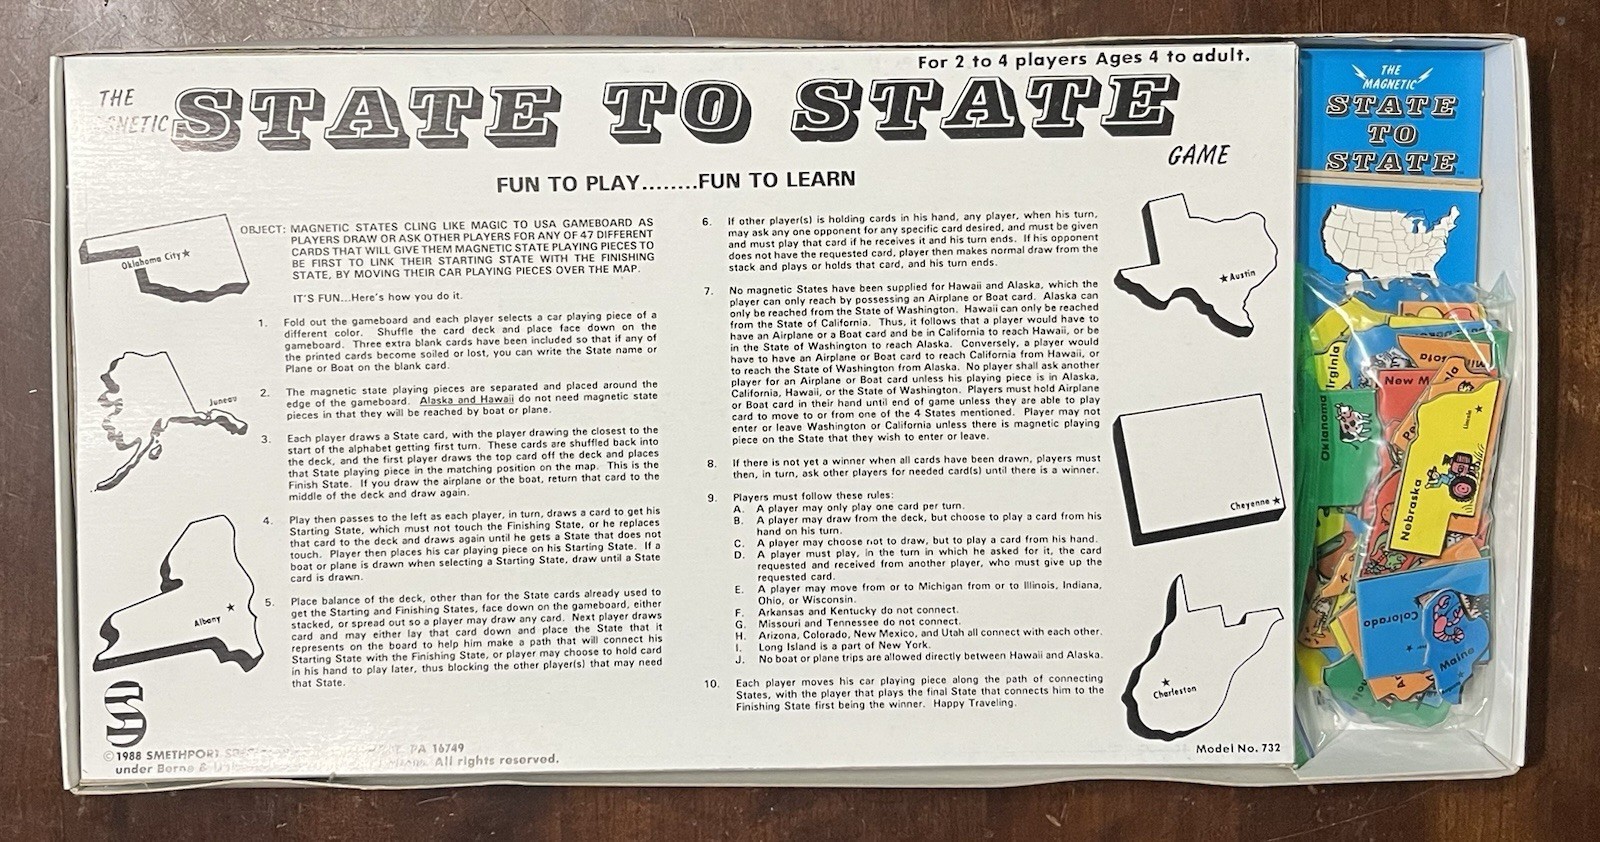 For 2 to 4 players Ages 4 to adult.
THE
STATE TO STATE
GAME
FUN TO PLAY........FUN TO LEARN
OBJECT: MAGNETIC STATES CLING LIKE MAGIC TO USA GAMEBOARD AS
PLAYERS DRAW OR ASK OTHER PLAYERS FOR ANY OF 47 DIFFERENT
CARDS THAT WILL GIVE THEM MAGNETIC STATE PLAYING PIECES TO
BE FIRST TO LINK THEIR STARTING STATE WITH THE FINISHING
STATE, BY MOVING THEIR CAR PLAYING PIECES OVER THE MAP.
IT'S FUN...Here's how you do it.
1. Fold out the gameboard and each player selects a car playing piece of a
different color. Shuffle the card deck and place face down on the
gameboard. Three extra blank cards have been included so that if any of
the printed cards become soiled or lost, you can write the State name or
Plane or Boat on the blank card.
2. The magnetic state playing pieces are separated and placed around the
edge of the gameboard. Alaska and Hawaii do not need magnetic state
pieces in that they will be reached by boat or plane.
3. Each player draws a State card, with the player drawing the closest to the
start of the alphabet getting first turn. These cards are shuffled back into
the deck, and the first player draws the top card off the deck and places
that State playing piece in the matching position on the map. This is the
Finish State. If you draw the airplane or the boat, return that card to the
middle of the deck and draw again.
4. Play then passes to the left as each player, in turn, draws a card to get his
Starting State, which must not touch the Finishing State, or he replaces
that card to the deck and draws again until he gets a State that does not
touch. Player then places his car playing piece on his Starting State. If a
boat or plane is drawn when selecting a Starting State, draw until a State
card is drawn.
5. Place balance of the deck, other than for the State cards already used to
get the Starting and Finishing States, face down on the gameboard, either
stacked, or spread out so a player may draw any card. Next player draws
card and may either lay that card down and place the State that it
represents on the board to help him make a path that will connect his
Starting State with the Finishing State, or player may choose to hold card
in his hand to play later, thus blocking the other player(s) that may need
that State.
6. If other player(s) is holding cards in his hand, any player, when his turn,
may ask any one opponent for any specific card desired, and must be given
and must play that card if he receives it and his turn ends. If his opponent
does not have the requested card, player then makes normal draw from the
stack and plays or holds that card, and his turn ends.
7. No magnetic States have been supplied for Hawaii and Alaska, which the
player can only reach by possessing an Airplane or Boat card. Alaska can
only be reached from the State of Washington. Hawaii can only be reached
from the State of California. Thus, it follows that a player would have to
have an Airplane or a Boat card and be in California to reach Hawaii, or be
in the State of Washington to reach Alaska. Conversely, a player would
have to have an Airplane or Boat card to reach California from Hawaii, or
to reach the State of Washington from Alaska. No player shall ask another
player for an Airplane or Boat card unless his playing piece is in Alaska,
California, Hawaii, or the State of Washington. Players must hold Airplane
or Boat card in their hand until end of game unless they are able to play
card to move to or from one of the 4 States mentioned. Player may not
enter or leave Washington or California unless there is magnetic playing
piece on the State that they wish to enter or leave.
8. If there is not yet a winner when all cards have been drawn, players must
then, in turn, ask other players for needed card(s) until there is a winner.
9. Players must follow these rules:
A. A player may only play one card per turn.
B. A player may draw from the deck, but choose to play a card from his
hand on his turn.
C. A player may choose not to draw, but to play a card from his hand.
D. A player must play, in the turn in which he asked for it, the card
requested and received from another player, who must give up the
requested card.
E. A player may move from or to Michigan from or to Illinois, Indiana,
Ohio, or Wisconsin.
F. Arkansas and Kentucky do not connect.
G. Missouri and Tennessee do not connect.
H. Arizona, Colorado, New Mexico, and Utah all connect with each other.
I. Long Island is a part of New York.
J. No boat or plane trips are allowed directly between Hawaii and Alaska.
10. Each player moves his car playing piece along the path of connecting
States, with the player that plays the final State that connects him to the
Finishing State first being the winner. Happy Traveling.
Oklahoma City
Juneau
Albany
Austin
Cheyenne
Charleston
©1988 SMETHPORT PA 16749
under All rights reserved.
Model No. 732
THE
MAGNETIC
STATE
TO
STATE
Oklahoma
New M
Nebraska
Lincoln
Colorado
Maine